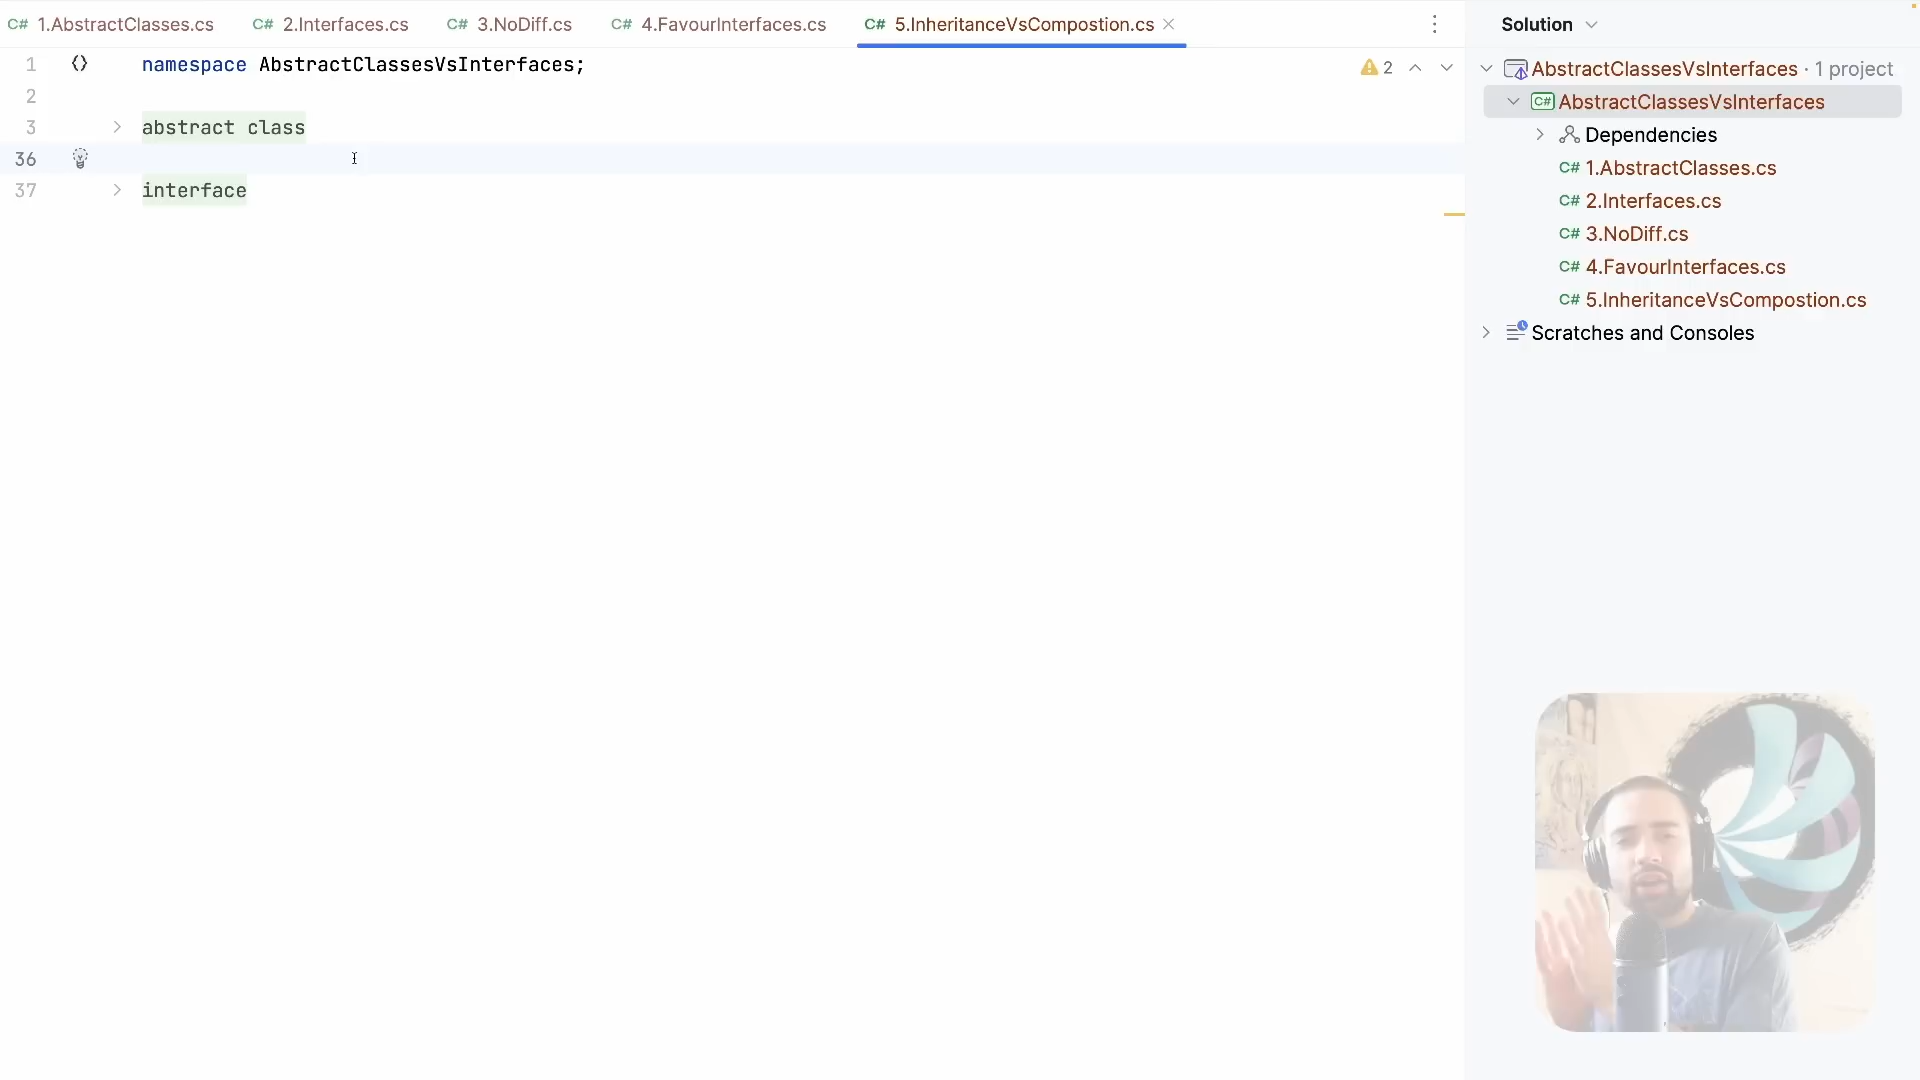 C# 1.AbstractClasses.cs C# 2.Interfaces.cs C# 3.NoDiff.cs C# 4.FavourInterfaces.cs C# 5.InheritanceVsCompostion.cs
1 namespace AbstractClassesVsInterfaces;
2
3 abstract class
36
37 interface
2
Solution
AbstractClassesVsInterfaces · 1 project
C# AbstractClassesVsInterfaces
Dependencies
C# 1.AbstractClasses.cs
C# 2.Interfaces.cs
C# 3.NoDiff.cs
C# 4.FavourInterfaces.cs
C# 5.InheritanceVsCompostion.cs
Scratches and Consoles